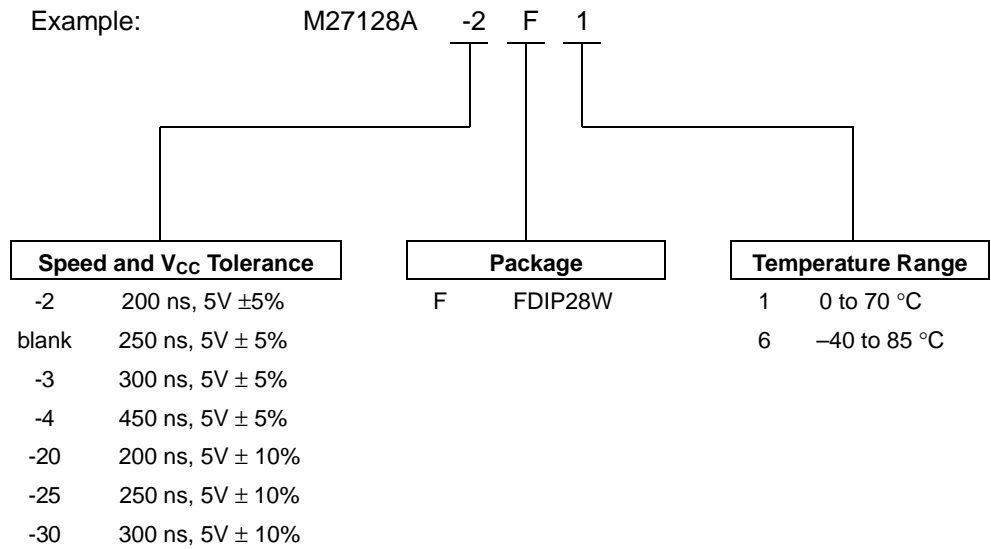 Example: M27128A -2 F 1
Speed and VCC Tolerance
-2 200 ns, 5V ±5%
blank 250 ns, 5V ± 5%
-3 300 ns, 5V ± 5%
-4 450 ns, 5V ± 5%
-20 200 ns, 5V ± 10%
-25 250 ns, 5V ± 10%
-30 300 ns, 5V ± 10%
Package
F FDIP28W
Temperature Range
1 0 to 70 °C
6 –40 to 85 °C